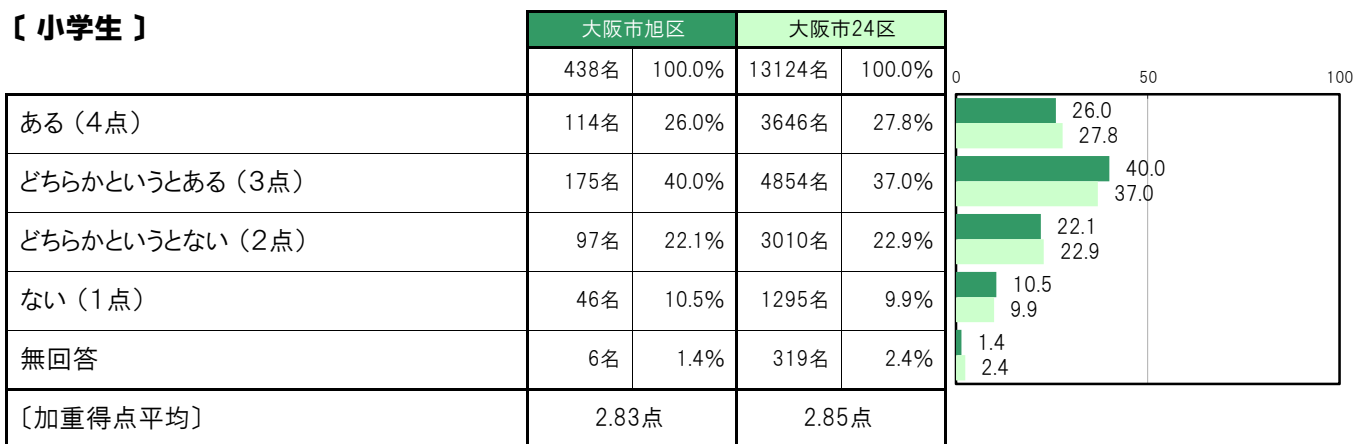 〔 小学生 〕
大阪市旭区 大阪市24区
438名 100.0% 13124名 100.0%
0 50 100
ある（4点） 114名 26.0% 3646名 27.8%
26.0
27.8
どちらかというとある（3点） 175名 40.0% 4854名 37.0%
40.0
37.0
どちらかというとない（2点） 97名 22.1% 3010名 22.9%
22.1
22.9
ない（1点） 46名 10.5% 1295名 9.9%
10.5
9.9
無回答 6名 1.4% 319名 2.4%
1.4
2.4
〔加重得点平均〕 2.83点 2.85点